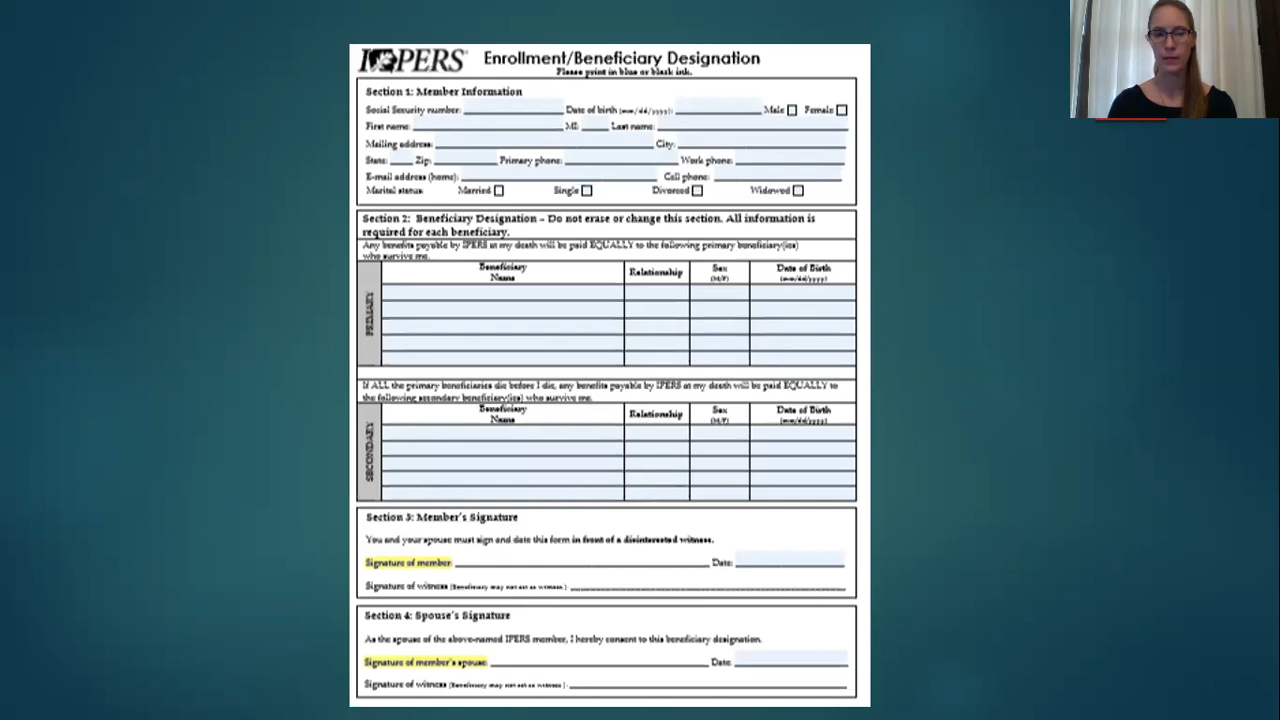 IPERS
Enrollment/Beneficiary Designation
Please print in blue or black ink.
Section 1: Member Information
Social Security number: Date of birth (mm/dd/yyyy): Male Female
First name: MI: Last name:
Mailing address: City:
State: Zip: Primary phone: Work phone:
E-mail address (home): Cell phone:
Marital status: Married Single Divorced Widowed
Section 2: Beneficiary Designation – Do not erase or change this section. All information is
required for each beneficiary.
Any benefits payable by IPERS at my death will be paid EQUALLY to the following primary beneficiary(ies)
who survive me.
PRIMARY
Beneficiary
Name
Relationship
Sex
(M/F)
Date of Birth
(mm/dd/yyyy)
If ALL the primary beneficiaries die before I die, any benefits payable by IPERS at my death will be paid EQUALLY to
the following secondary beneficiary(ies) who survive me.
SECONDARY
Beneficiary
Name
Relationship
Sex
(M/F)
Date of Birth
(mm/dd/yyyy)
Section 3: Member's Signature
You and your spouse must sign and date this form in front of a disinterested witness.
Signature of member: Date:
Signature of witness (Beneficiary may not act as witness.):
Section 4: Spouse's Signature
As the spouse of the above-named IPERS member, I hereby consent to this beneficiary designation.
Signature of member's spouse: Date:
Signature of witness (Beneficiary may not act as witness.):